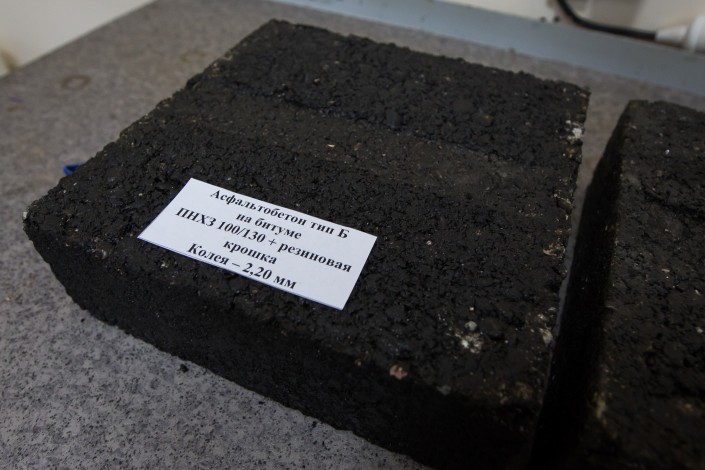 Асфальтобетон тип Б
на битуме
ПНХЗ 100/130 + резиновая
крошка
Колея – 2,20 мм